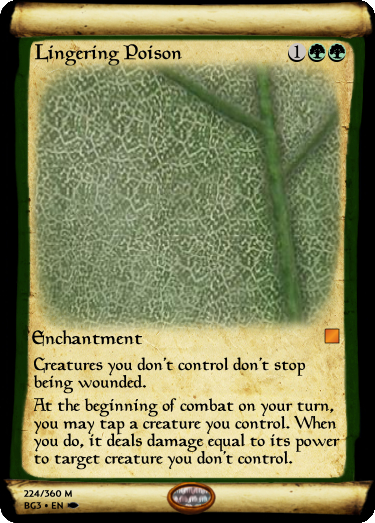 Lingering Poison 1
Enchantment
Creatures you don't control don't stop
being wounded.
At the beginning of combat on your turn,
you may tap a creature you control. When
you do, it deals damage equal to its power
to target creature you don't control.
224/360 M
BG3 • EN